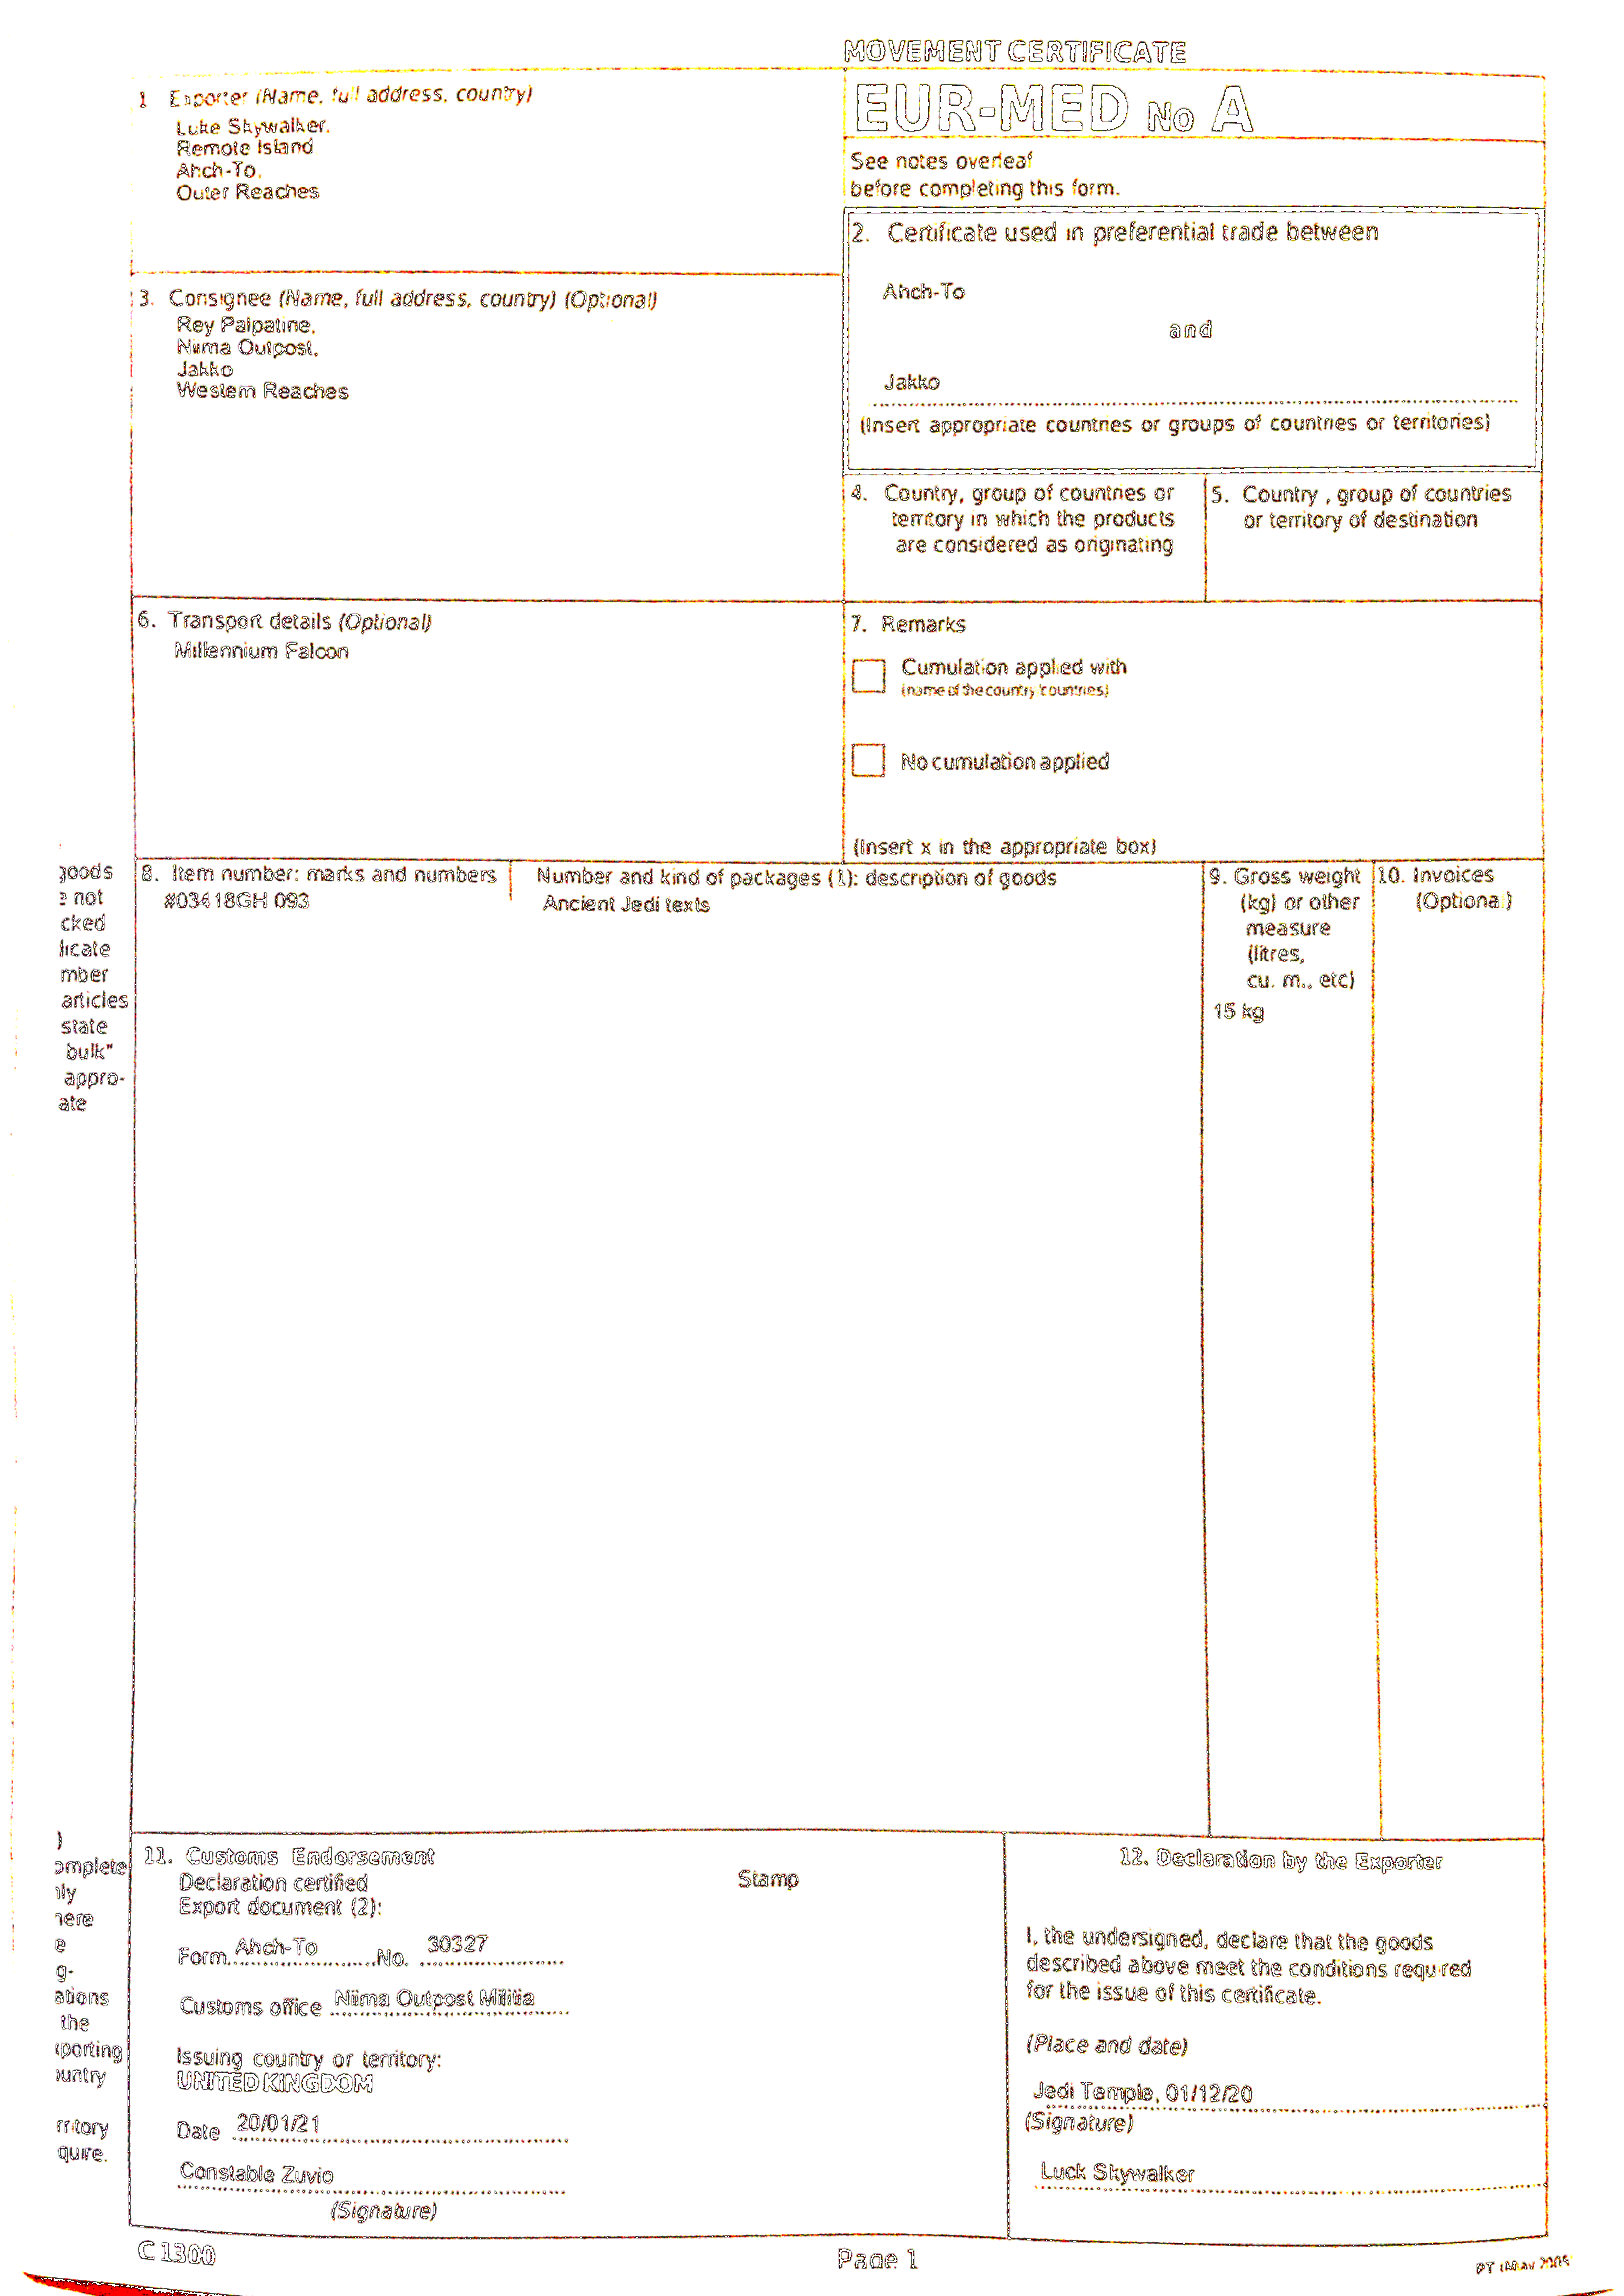 MOVEMENT CERTIFICATE
1 Exporter (Name, full address, country)
Luke Skywalker.
Remote Island
Ahch-To.
Outer Reaches
EUR-MED No A
See notes overleaf
before completing this form.
2. Certificate used in preferential trade between
Ahch-To
and
Jakko
(Insert appropriate countries or groups of countries or territories)
3. Consignee (Name, full address, country) (Optional)
Rey Palpatine.
Niima Outpost.
Jakko
Western Reaches
4. Country, group of countries or
territory in which the products
are considered as originating
5. Country , group of countries
or territory of destination
6. Transport details (Optional)
Millennium Falcon
7. Remarks
Cumulation applied with
(name of the country countries)
No cumulation applied
(Insert x in the appropriate box)
goods
not
cked
licate
mber
articles
state
bulk"
appro-
ate
8. Item number: marks and numbers
#03418GH 093
Number and kind of packages (1): description of goods
Ancient Jedi texts
9. Gross weight
(kg) or other
measure
(litres,
cu. m., etc)
15 kg
10. Invoices
(Optional)
)
omplete
ily
here
e
g-
ations
the
porting
ountry
rritory
quire.
11. Customs Endorsement
Declaration certified
Export document (2):
Stamp
Form Ahch-To No. 30327
Customs office Niima Outpost Militia
Issuing country or territory:
UNITED KINGDOM
Date 20/01/21
Constable Zuvio
(Signature)
12. Declaration by the Exporter
I, the undersigned, declare that the goods
described above meet the conditions required
for the issue of this certificate.
(Place and date)
Jedi Temple, 01/12/20
(Signature)
Luck Skywalker
C 1300
Page 1
PT (May 2005